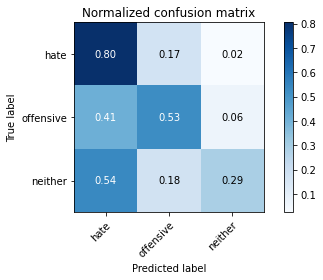 Normalized confusion matrix
True label
hate
0.80 0.17 0.02
offensive
0.41 0.53 0.06
neither
0.54 0.18 0.29
hate
offensive
neither
Predicted label
0.8
0.7
0.6
0.5
0.4
0.3
0.2
0.1